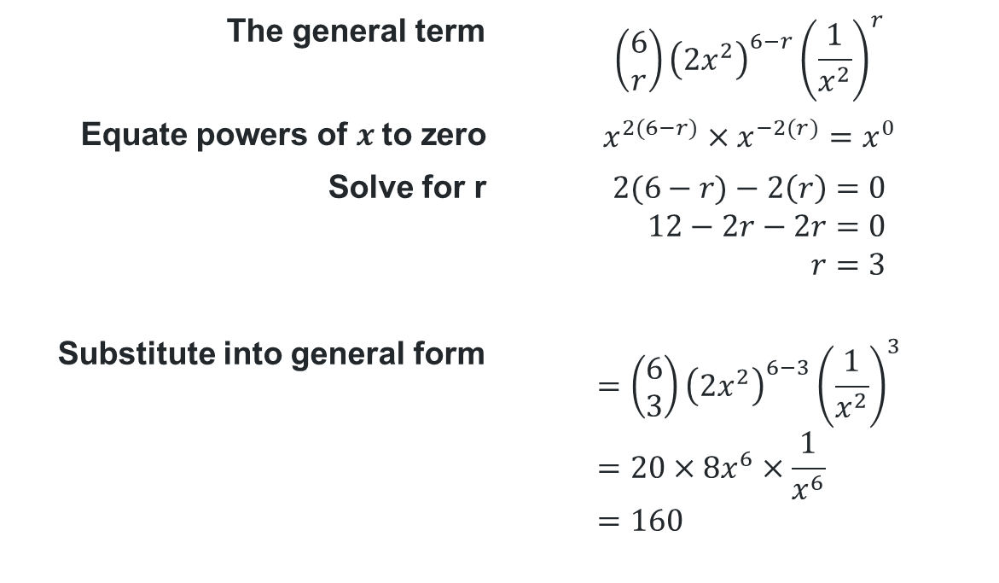 The general term (6 r)(2x²)⁶⁻ʳ(1/x²)ʳ
Equate powers of x to zero x²⁽⁶⁻ʳ⁾ × x⁻²⁽ʳ⁾ = x⁰
Solve for r 2(6 − r) − 2(r) = 0
12 − 2r − 2r = 0
r = 3
Substitute into general form = (6 3)(2x²)⁶⁻³(1/x²)³
= 20 × 8x⁶ × 1/x⁶
= 160